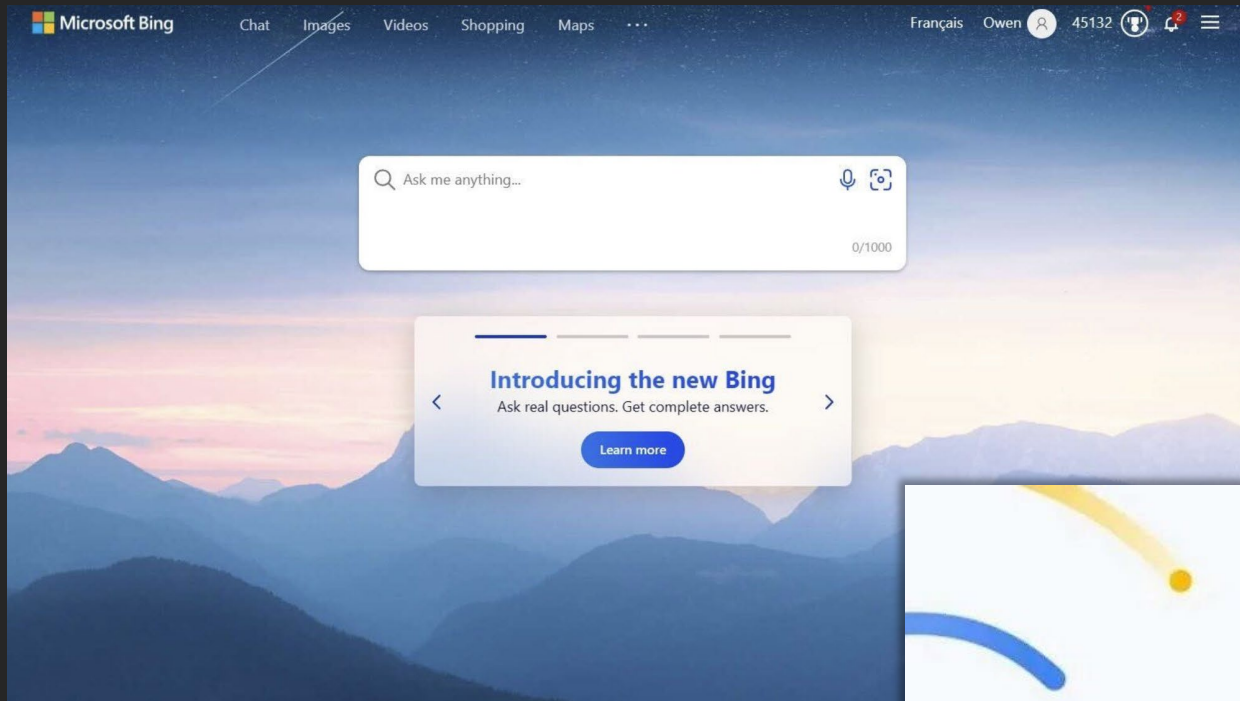 Microsoft Bing Chat Images Videos Shopping Maps ... Français Owen 45132 2
Ask me anything...
0/1000
Introducing the new Bing
Ask real questions. Get complete answers.
Learn more